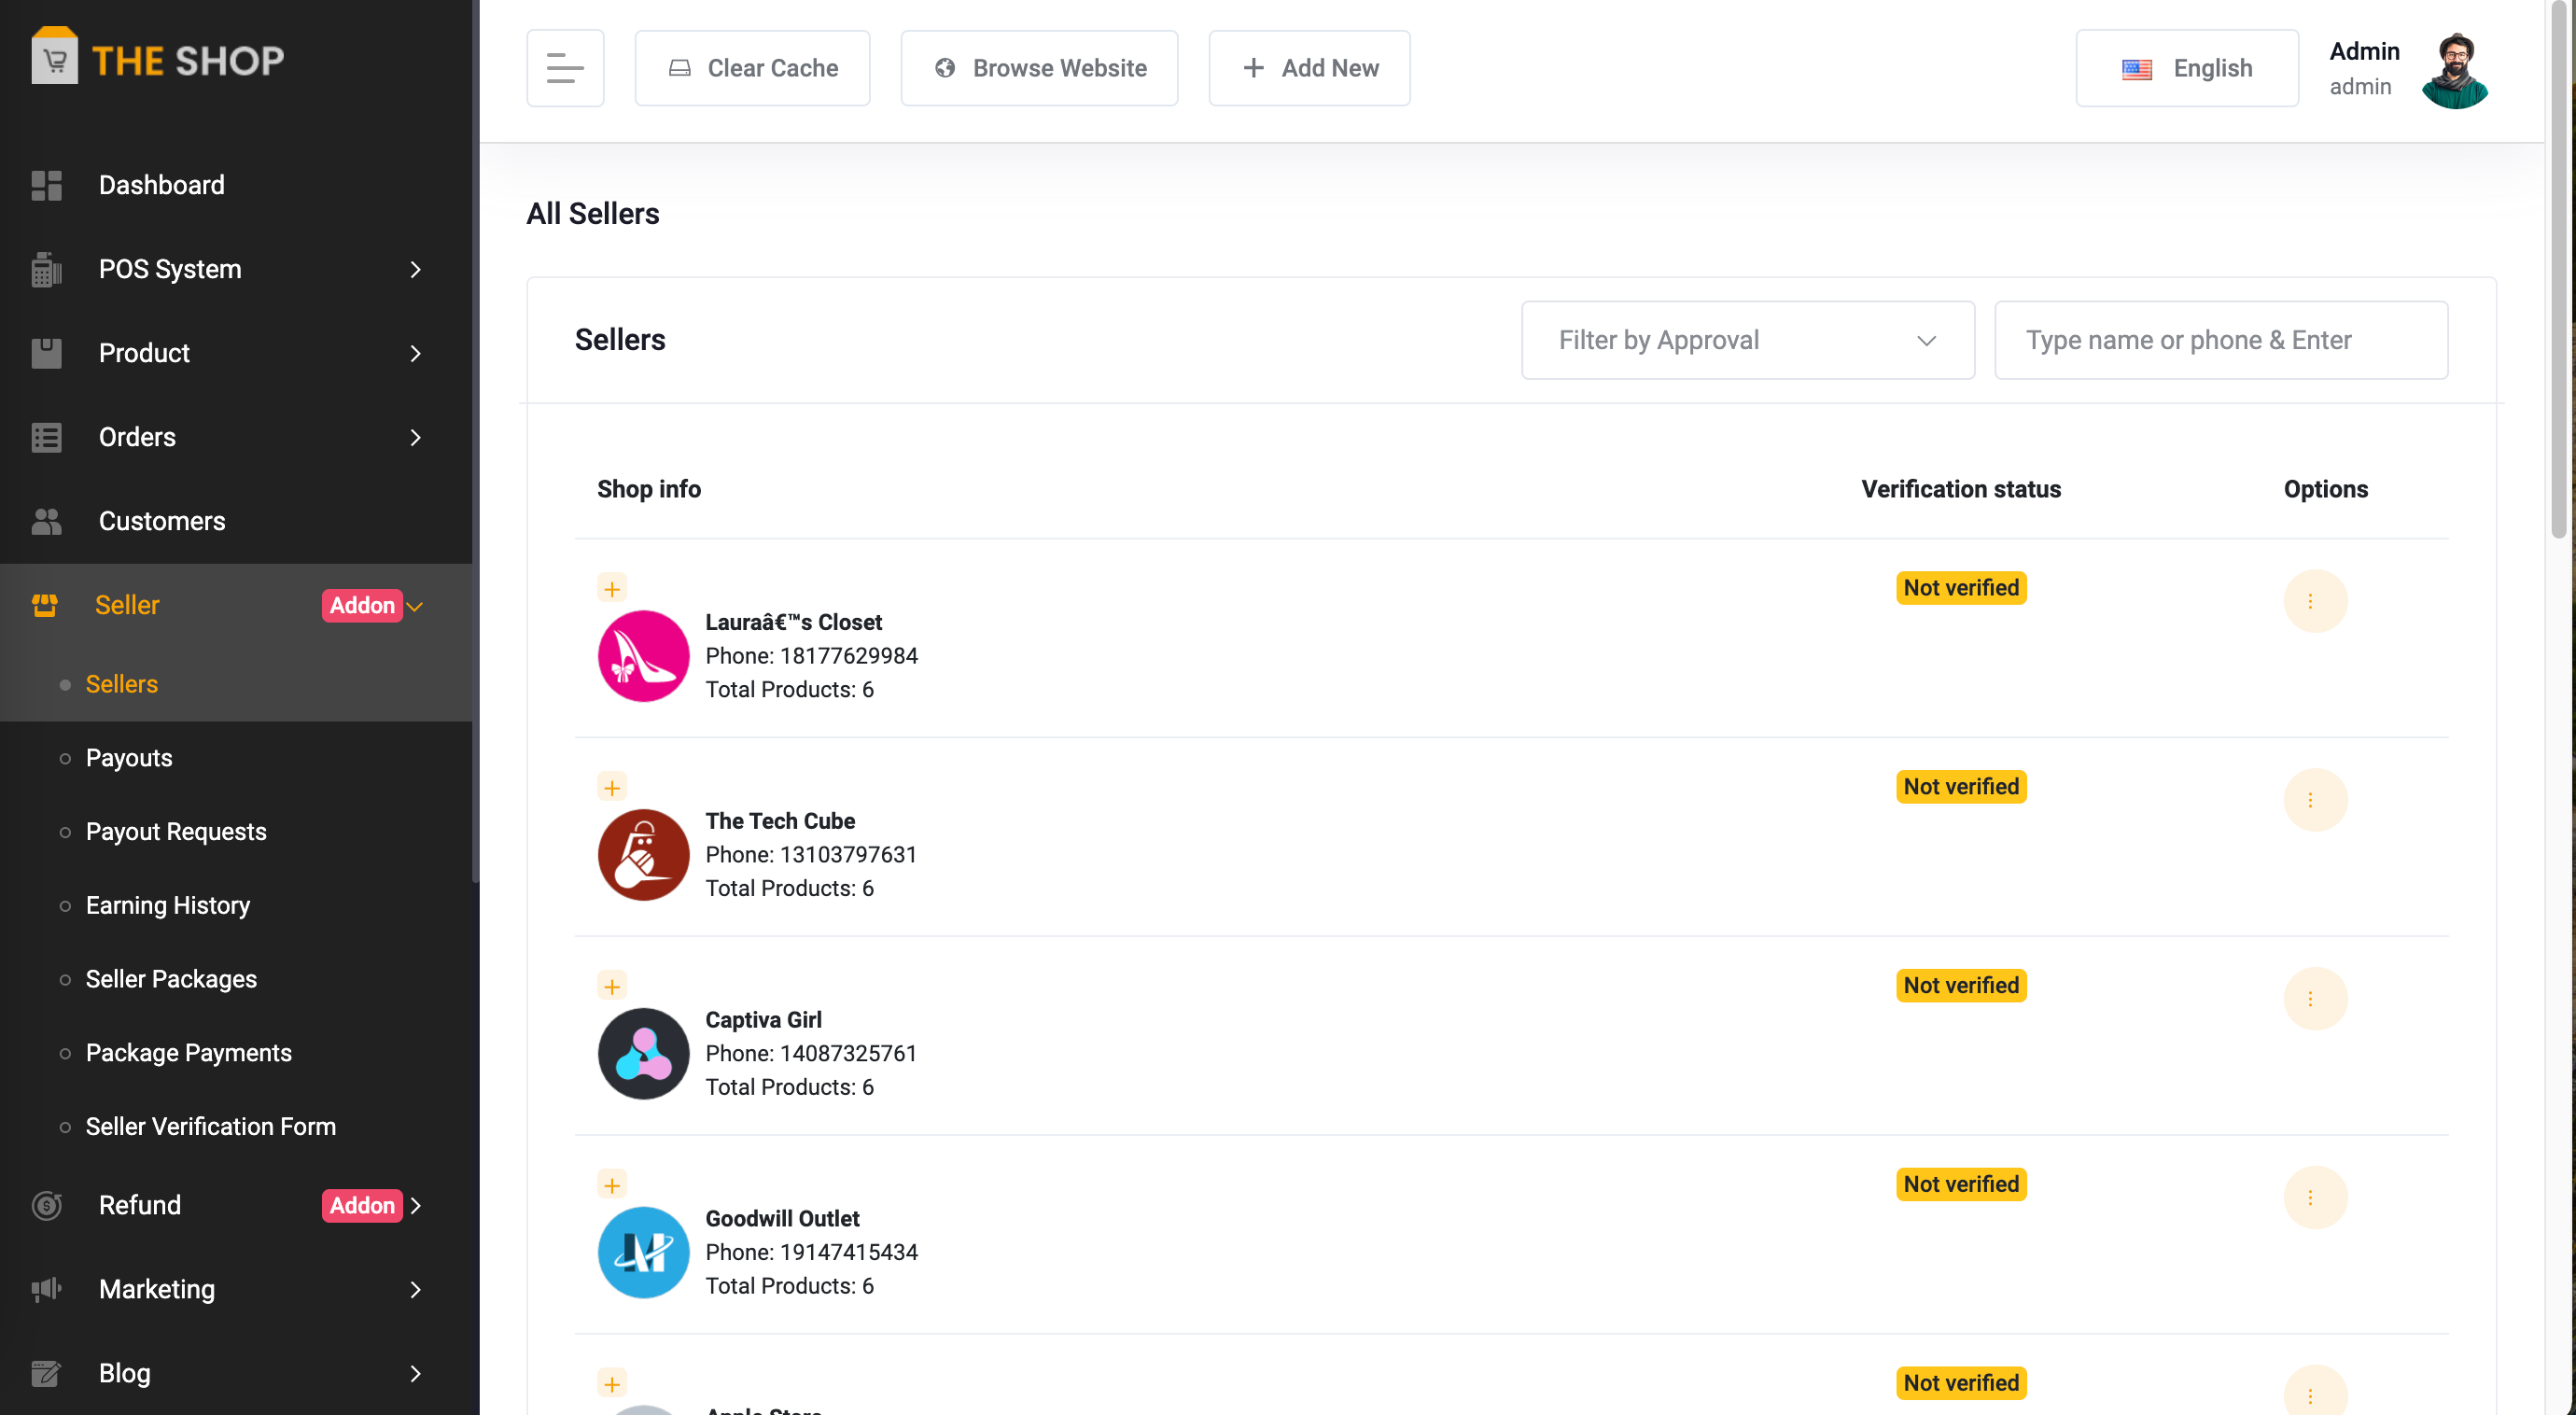 THE SHOP
Clear Cache
Browse Website
Add New
English
Admin
admin
Dashboard
POS System
Product
Orders
Customers
Seller
Addon
Sellers
Payouts
Payout Requests
Earning History
Seller Packages
Package Payments
Seller Verification Form
Refund
Addon
Marketing
Blog
All Sellers
Sellers
Filter by Approval
Type name or phone & Enter
Shop info
Verification status
Options
Lauraâ€™s Closet
Phone: 18177629984
Total Products: 6
Not verified
The Tech Cube
Phone: 13103797631
Total Products: 6
Not verified
Captiva Girl
Phone: 14087325761
Total Products: 6
Not verified
Goodwill Outlet
Phone: 19147415434
Total Products: 6
Not verified
Not verified